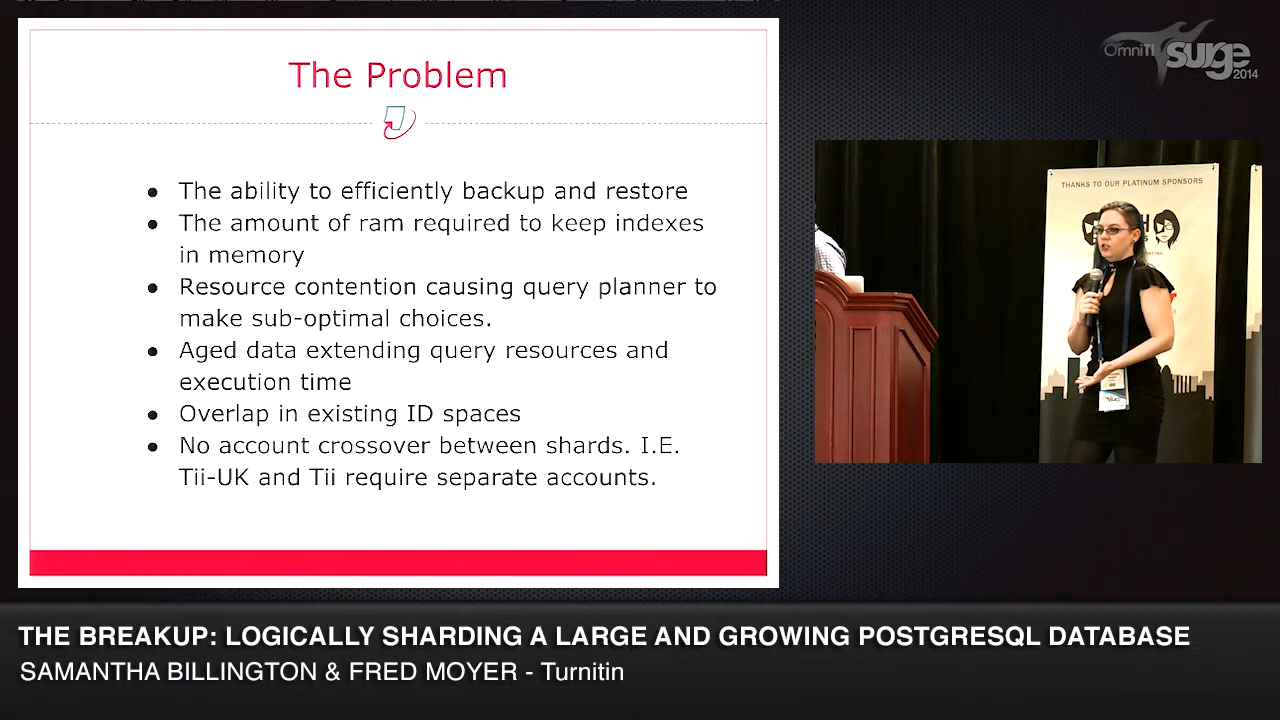 The Problem
● The ability to efficiently backup and restore
● The amount of ram required to keep indexes
in memory
● Resource contention causing query planner to
make sub-optimal choices.
● Aged data extending query resources and
execution time
● Overlap in existing ID spaces
● No account crossover between shards. I.E.
Tii-UK and Tii require separate accounts.
OmniTI surge 2014
THANKS TO OUR PLATINUM SPONSORS
THE BREAKUP: LOGICALLY SHARDING A LARGE AND GROWING POSTGRESQL DATABASE
SAMANTHA BILLINGTON & FRED MOYER - Turnitin